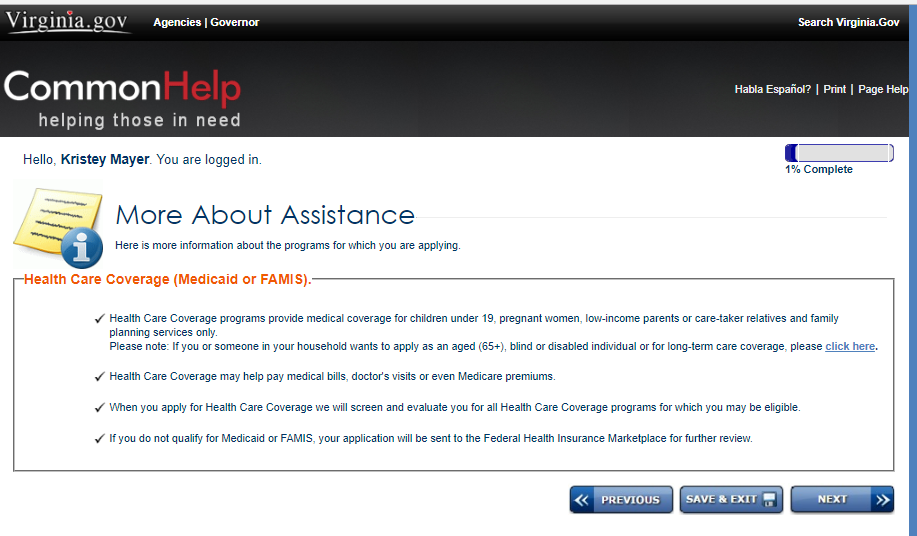 Virginia.gov Agencies | Governor Search Virginia.Gov
CommonHelp
helping those in need
Habla Español? | Print | Page Help
Hello, Kristey Mayer. You are logged in.
1% Complete
More About Assistance
Here is more information about the programs for which you are applying.
Health Care Coverage (Medicaid or FAMIS).
Health Care Coverage programs provide medical coverage for children under 19, pregnant women, low-income parents or care-taker relatives and family
planning services only.
Please note: If you or someone in your household wants to apply as an aged (65+), blind or disabled individual or for long-term care coverage, please click here.
Health Care Coverage may help pay medical bills, doctor's visits or even Medicare premiums.
When you apply for Health Care Coverage we will screen and evaluate you for all Health Care Coverage programs for which you may be eligible.
If you do not qualify for Medicaid or FAMIS, your application will be sent to the Federal Health Insurance Marketplace for further review.
PREVIOUS SAVE & EXIT NEXT